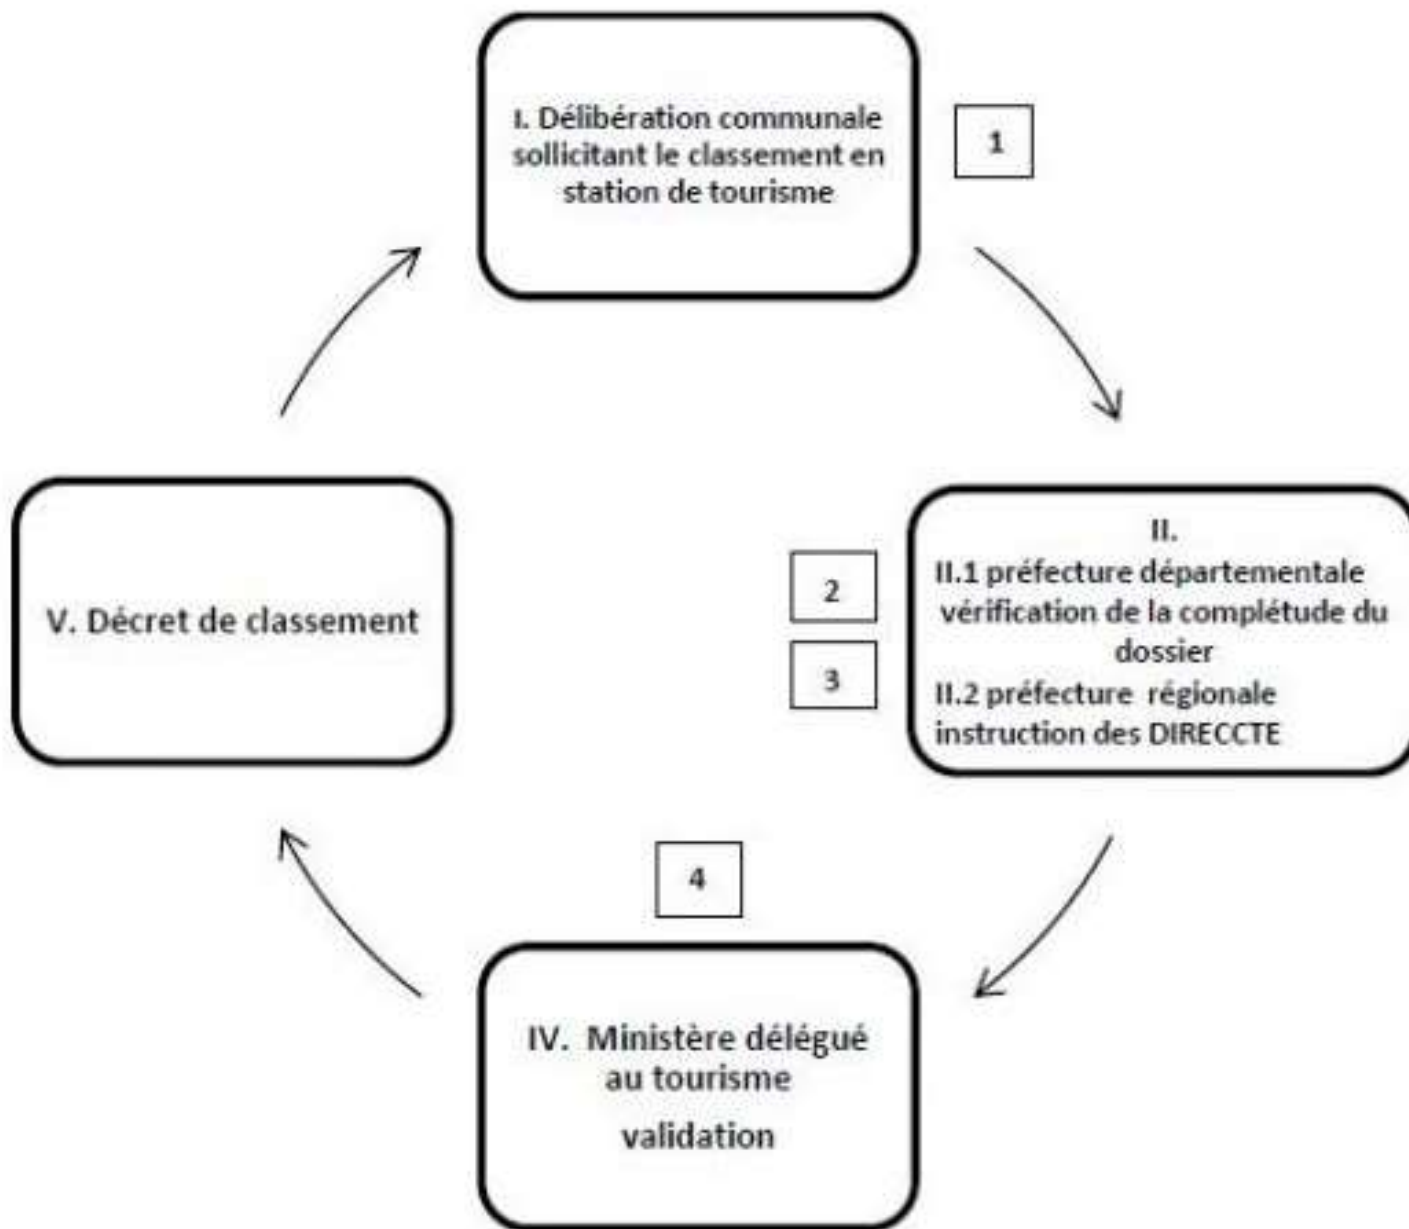 I. Délibération communale
sollicitant le classement en
station de tourisme
1
II.
II.1 préfecture départementale
vérification de la complétude du
dossier
II.2 préfecture régionale
instruction des DIRECCTE
2
3
4
IV. Ministère délégué
au tourisme
validation
V. Décret de classement